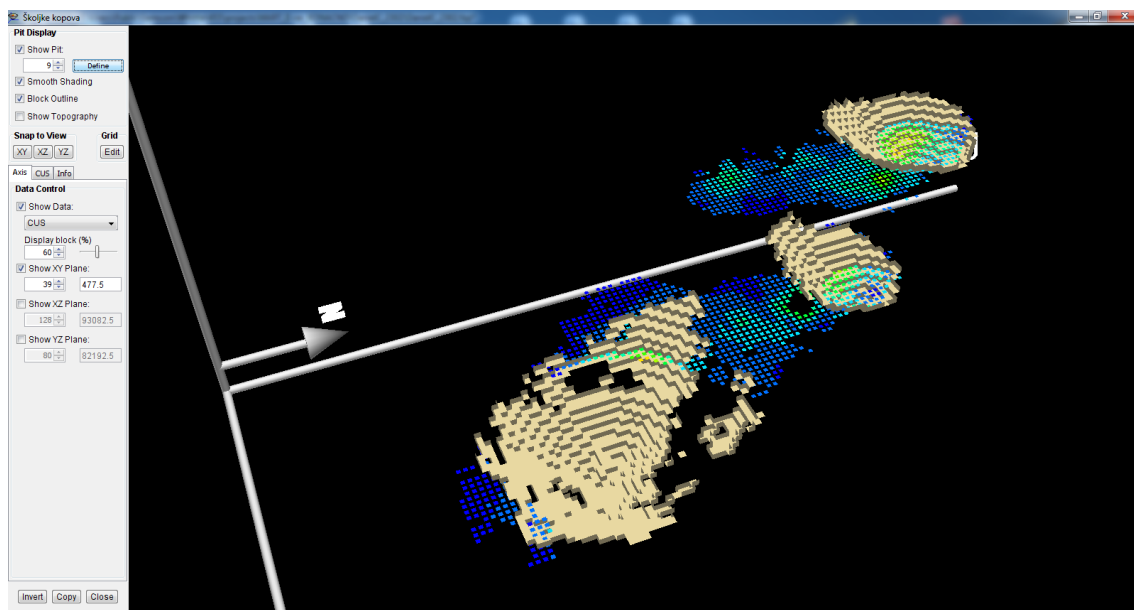 Školjke kopova
Pit Display
Show Pit:
9 Define
Smooth Shading
Block Outline
Show Topography
Snap to View Grid
XY XZ YZ Edit
Axis CUS Info
Data Control
Show Data:
CUS
Display block (%)
60
Show XY Plane:
39 477.5
Show XZ Plane:
128 93082.5
Show YZ Plane:
80 82192.5
Invert Copy Close
N